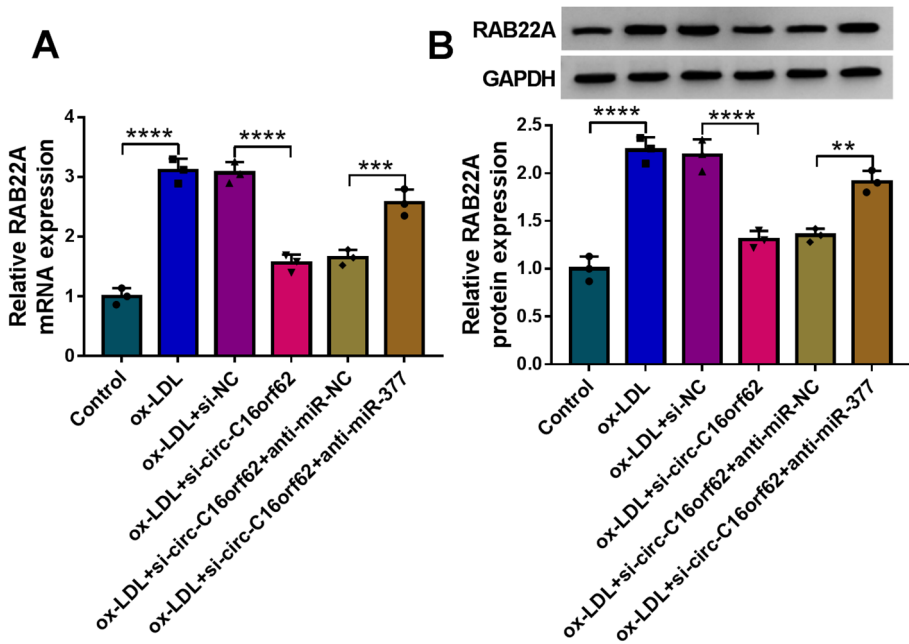 A
Relative RAB22A
mRNA expression
4
3
2
1
0
****
****
***
Control
ox-LDL
ox-LDL+si-NC
ox-LDL+si-circ-C16orf62
ox-LDL+si-circ-C16orf62+anti-miR-NC
ox-LDL+si-circ-C16orf62+anti-miR-377
B
RAB22A
GAPDH
Relative RAB22A
protein expression
2.5
2.0
1.5
1.0
0.5
0.0
****
****
**
Control
ox-LDL
ox-LDL+si-NC
ox-LDL+si-circ-C16orf62
ox-LDL+si-circ-C16orf62+anti-miR-NC
ox-LDL+si-circ-C16orf62+anti-miR-377